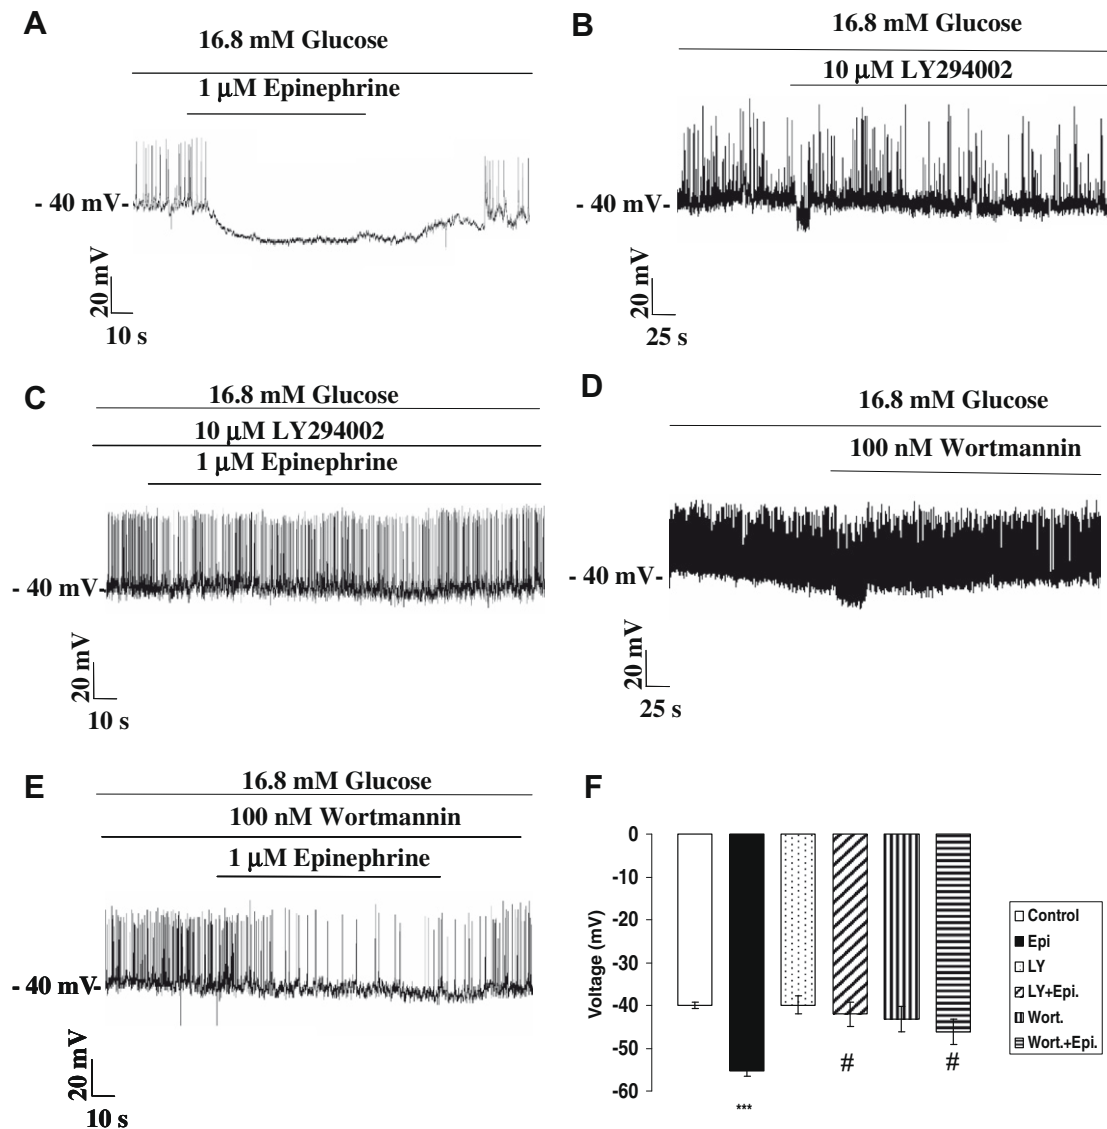 A
16.8 mM Glucose
1 μM Epinephrine
- 40 mV-
20 mV
10 s
B
16.8 mM Glucose
10 μM LY294002
- 40 mV-
20 mV
25 s
C
16.8 mM Glucose
10 μM LY294002
1 μM Epinephrine
- 40 mV-
20 mV
10 s
D
16.8 mM Glucose
100 nM Wortmannin
- 40 mV-
20 mV
25 s
E
16.8 mM Glucose
100 nM Wortmannin
1 μM Epinephrine
- 40 mV-
20 mV
10 s
F
Voltage (mV)
0
-10
-20
-30
-40
-50
-60
***
#
#
Control
Epi
LY
LY+Epi.
Wort.
Wort.+Epi.